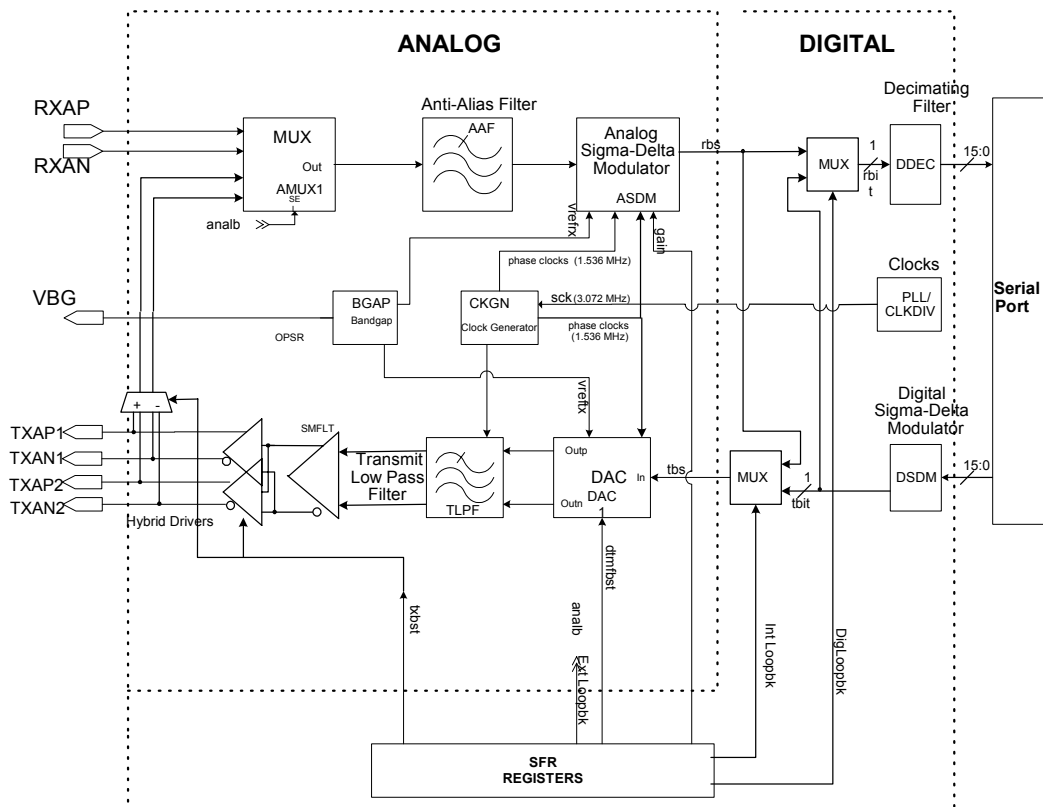 ANALOG
DIGITAL
RXAP
RXAN
MUX
Out
AMUX1
SE
analb
Anti-Alias Filter
AAF
Analog
Sigma-Delta
Modulator
ASDM
rbs
vrefrx
gain
MUX
1
rbi
t
Decimating
Filter
DDEC
15:0
Serial
Port
VBG
BGAP
Bandgap
OPSR
phase clocks (1.536 MHz)
CKGN
Clock Generator
sck(3.072 MHz)
phase clocks
(1.536 MHz)
Clocks
PLL/
CLKDIV
vreftx
+ -
TXAP1
TXAN1
TXAP2
TXAN2
Hybrid Drivers
SMFLT
Transmit
Low Pass
Filter
TLPF
Outp
Outn
DAC
DAC
1
In
tbs
MUX
1
tbit
Digital
Sigma-Delta
Modulator
DSDM
15:0
txbst
analb
Ext Loopbk
dtmfbst
Int Loopbk
DigLoopbk
SFR
REGISTERS